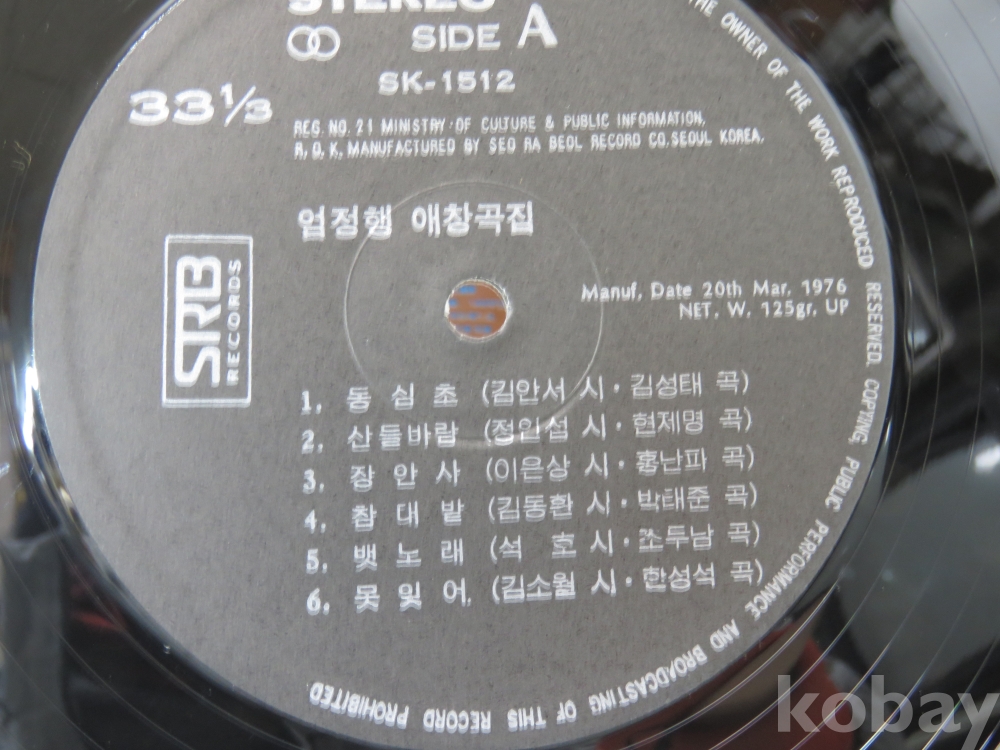 STEREO
SIDE A
SK-1512
33 1/3
REG. NO. 21 MINISTRY·OF CULTURE & PUBLIC INFORMATION,
R. O. K. MANUFACTURED BY SEO RA BEOL RECORD CO. SEOUL KOREA.
엄정행 애창곡집
SRB
RECORDS
Manuf. Date 20th Mar. 1976
NET. W. 125gr. UP
1. 동 심 초 (김안서 시·김성태 곡)
2. 산들바람 (정인섭 시·현제명 곡)
3. 장 안 사 (이은상 시·홍난파 곡)
4. 참 대 밭 (김동환 시·박태준 곡)
5. 뱃 노 래 (석 호 시·조두남 곡)
6. 못 잊 어. (김소월 시·한성석 곡)
THE OWNER OF THE WORK REPRODUCED RESERVED. COPYING, PUBLIC PERFORMANCE AND BROADCASTING OF THIS RECORD PROHIBITED
kobay